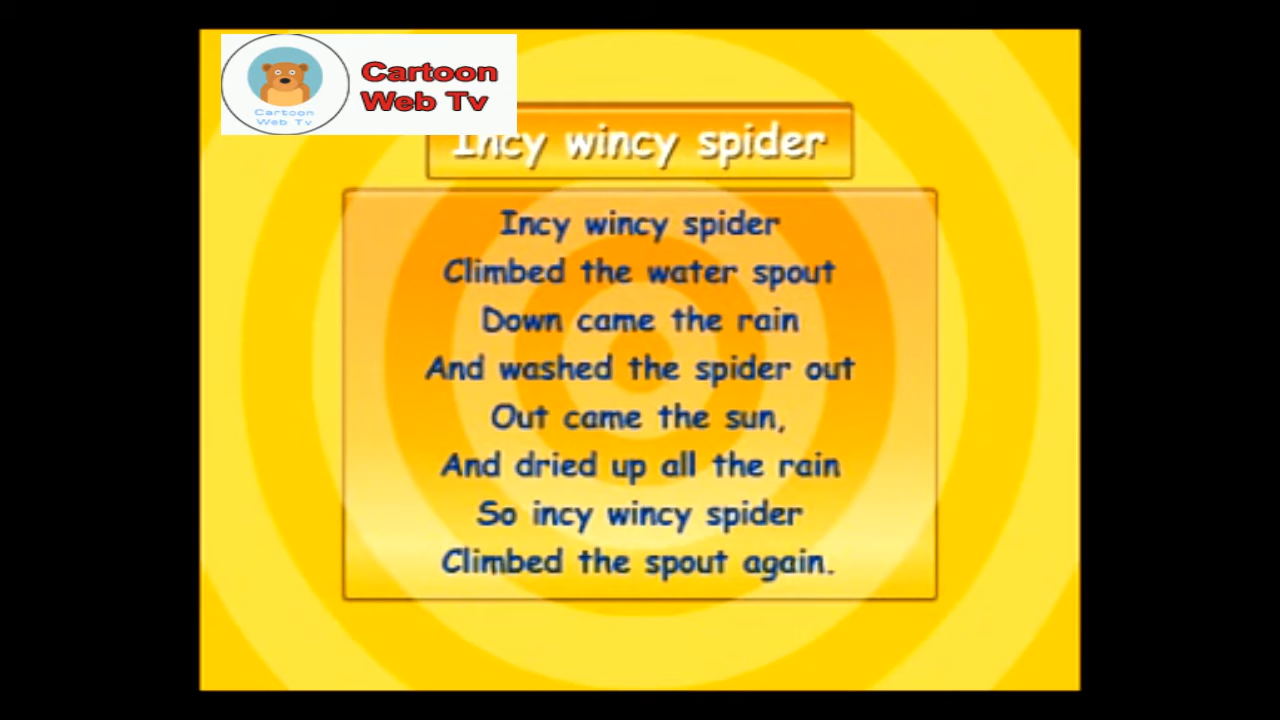 Cartoon
Web Tv
Cartoon
Web Tv
Incy wincy spider
Incy wincy spider
Climbed the water spout
Down came the rain
And washed the spider out
Out came the sun,
And dried up all the rain
So incy wincy spider
Climbed the spout again.